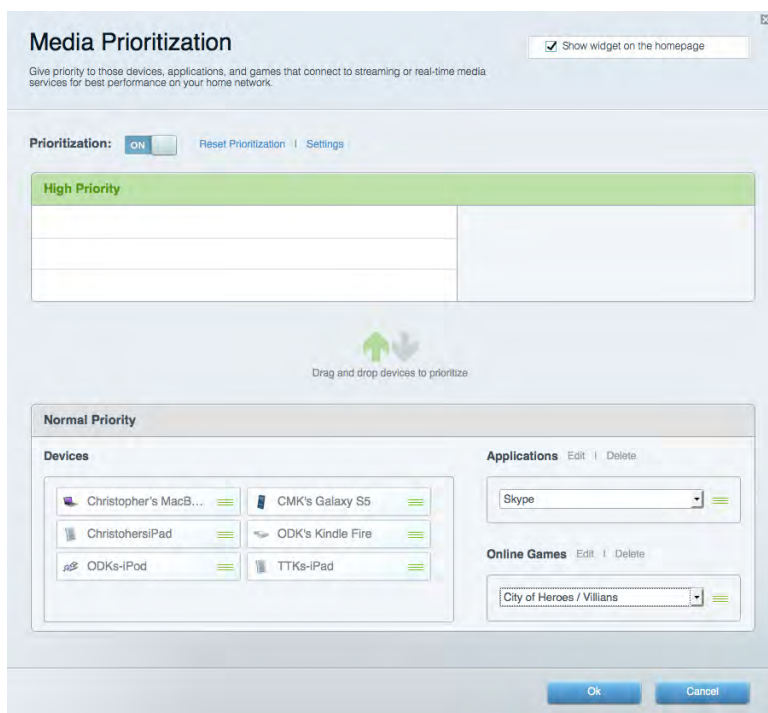 Media Prioritization
Show widget on the homepage
Give priority to those devices, applications, and games that connect to streaming or real-time media
services for best performance on your home network.
Prioritization: ON Reset Prioritization | Settings
High Priority
Drag and drop devices to prioritize
Normal Priority
Devices
Christopher's MacB...
CMK's Galaxy S5
ChristohersiPad
ODK's Kindle Fire
ODKs-iPod
TTKs-iPad
Applications Edit | Delete
Skype
Online Games Edit | Delete
City of Heroes / Villians
Ok
Cancel